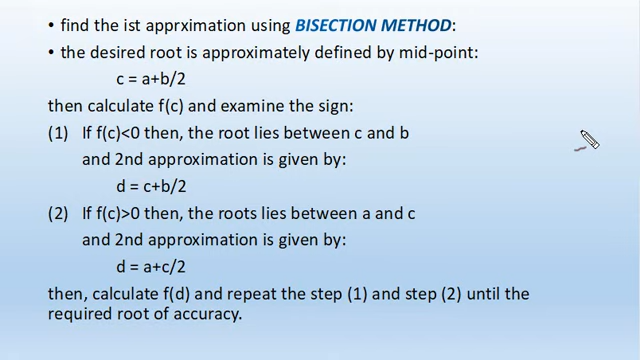 • find the ist apprximation using BISECTION METHOD:
• the desired root is approximately defined by mid-point:
c = a+b/2
then calculate f(c) and examine the sign:
(1) If f(c)<0 then, the root lies between c and b
and 2nd approximation is given by:
d = c+b/2
(2) If f(c)>0 then, the roots lies between a and c
and 2nd approximation is given by:
d = a+c/2
then, calculate f(d) and repeat the step (1) and step (2) until the
required root of accuracy.